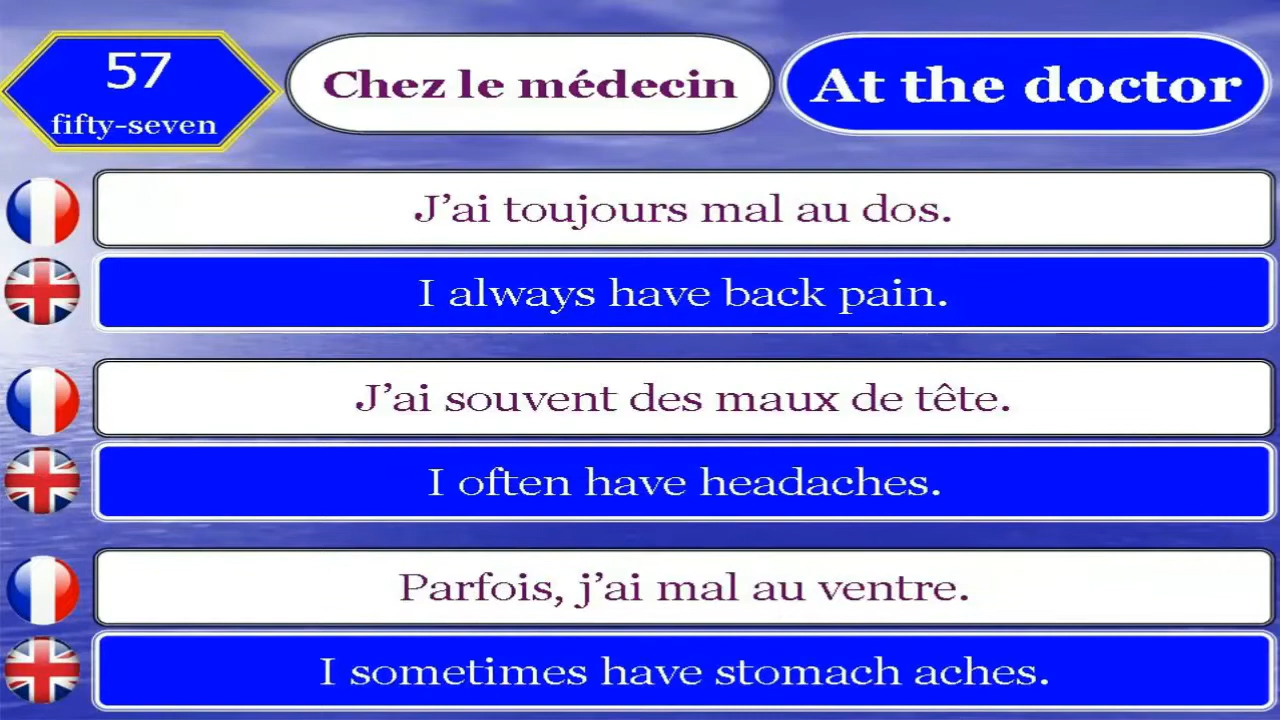 57
fifty-seven
Chez le médecin
At the doctor
J’ai toujours mal au dos.
I always have back pain.
J’ai souvent des maux de tête.
I often have headaches.
Parfois, j’ai mal au ventre.
I sometimes have stomach aches.